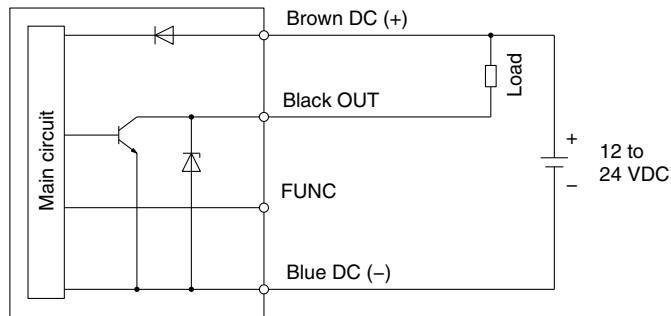 Brown DC (+)
Load
Black OUT
Main circuit
+
12 to
24 VDC
−
FUNC
Blue DC (−)